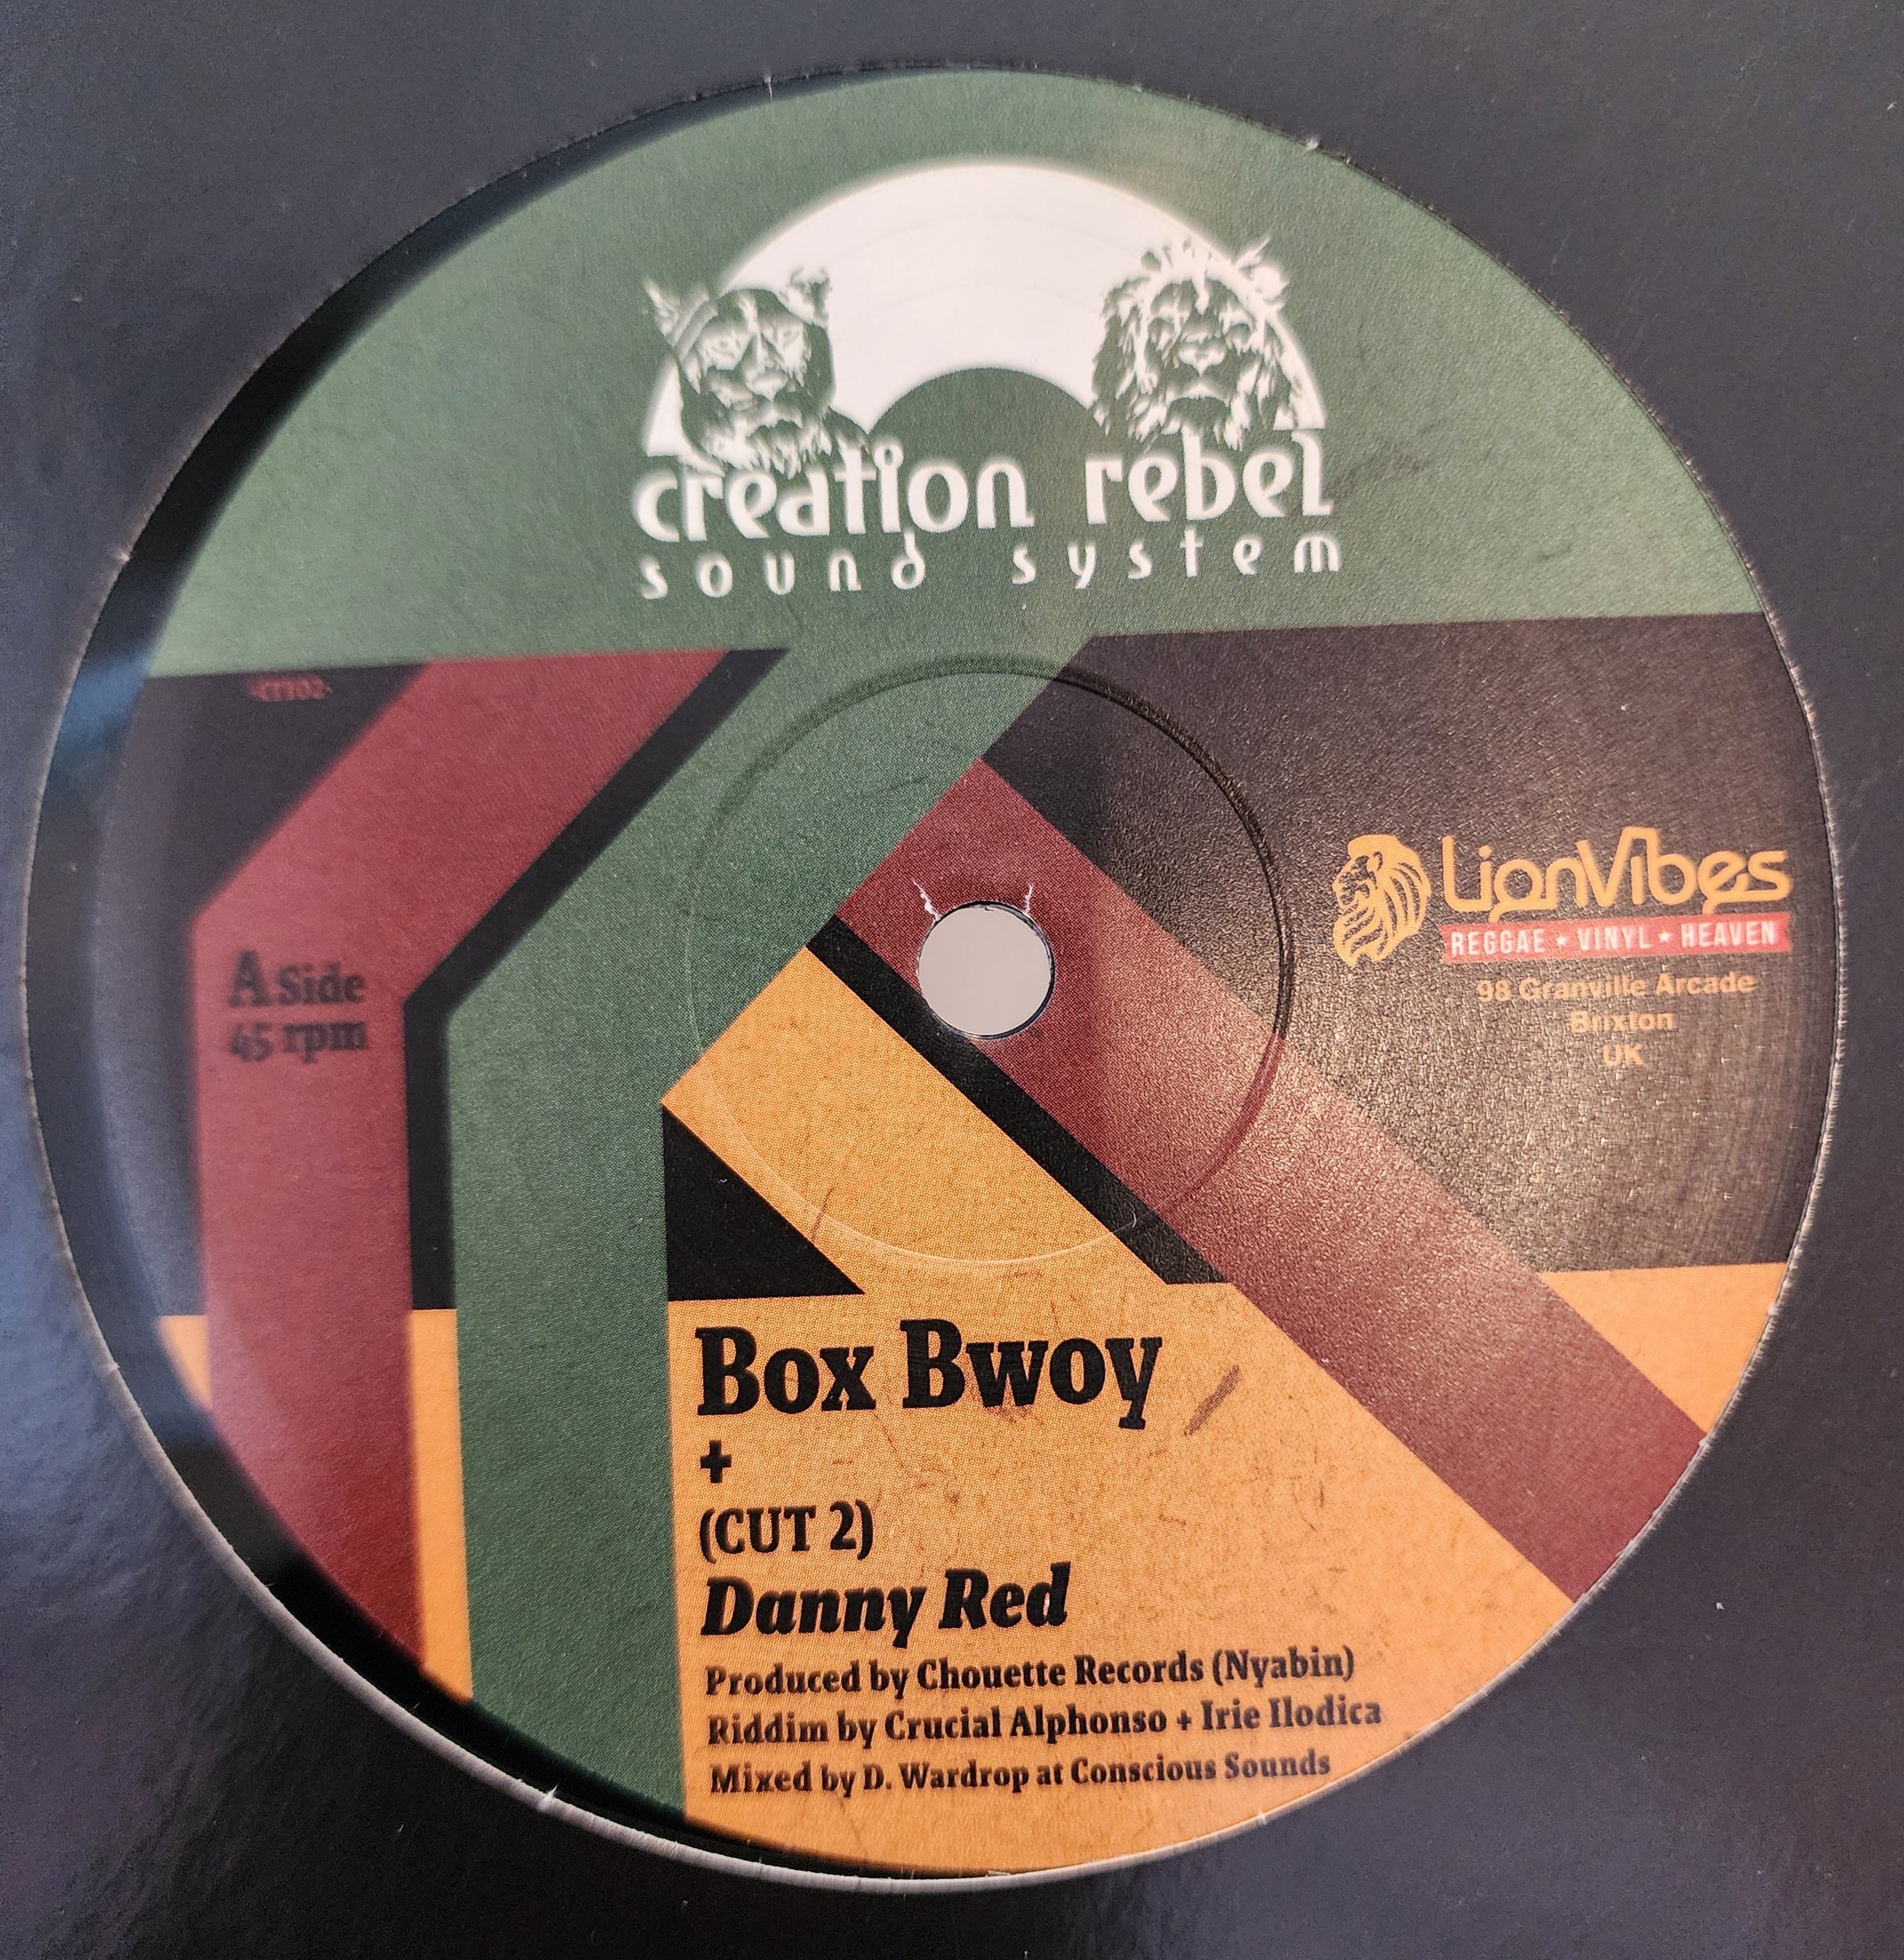 creation rebel
sound system
A Side
45 rpm
LionVibes
REGGAE ★ VINYL ★ HEAVEN
98 Granville Arcade
Brixton
UK
Box Bwoy
+
(CUT 2)
Danny Red
Produced by Chouette Records (Nyabin)
Riddim by Crucial Alphonso + Irie Ilodica
Mixed by D. Wardrop at Conscious Sounds